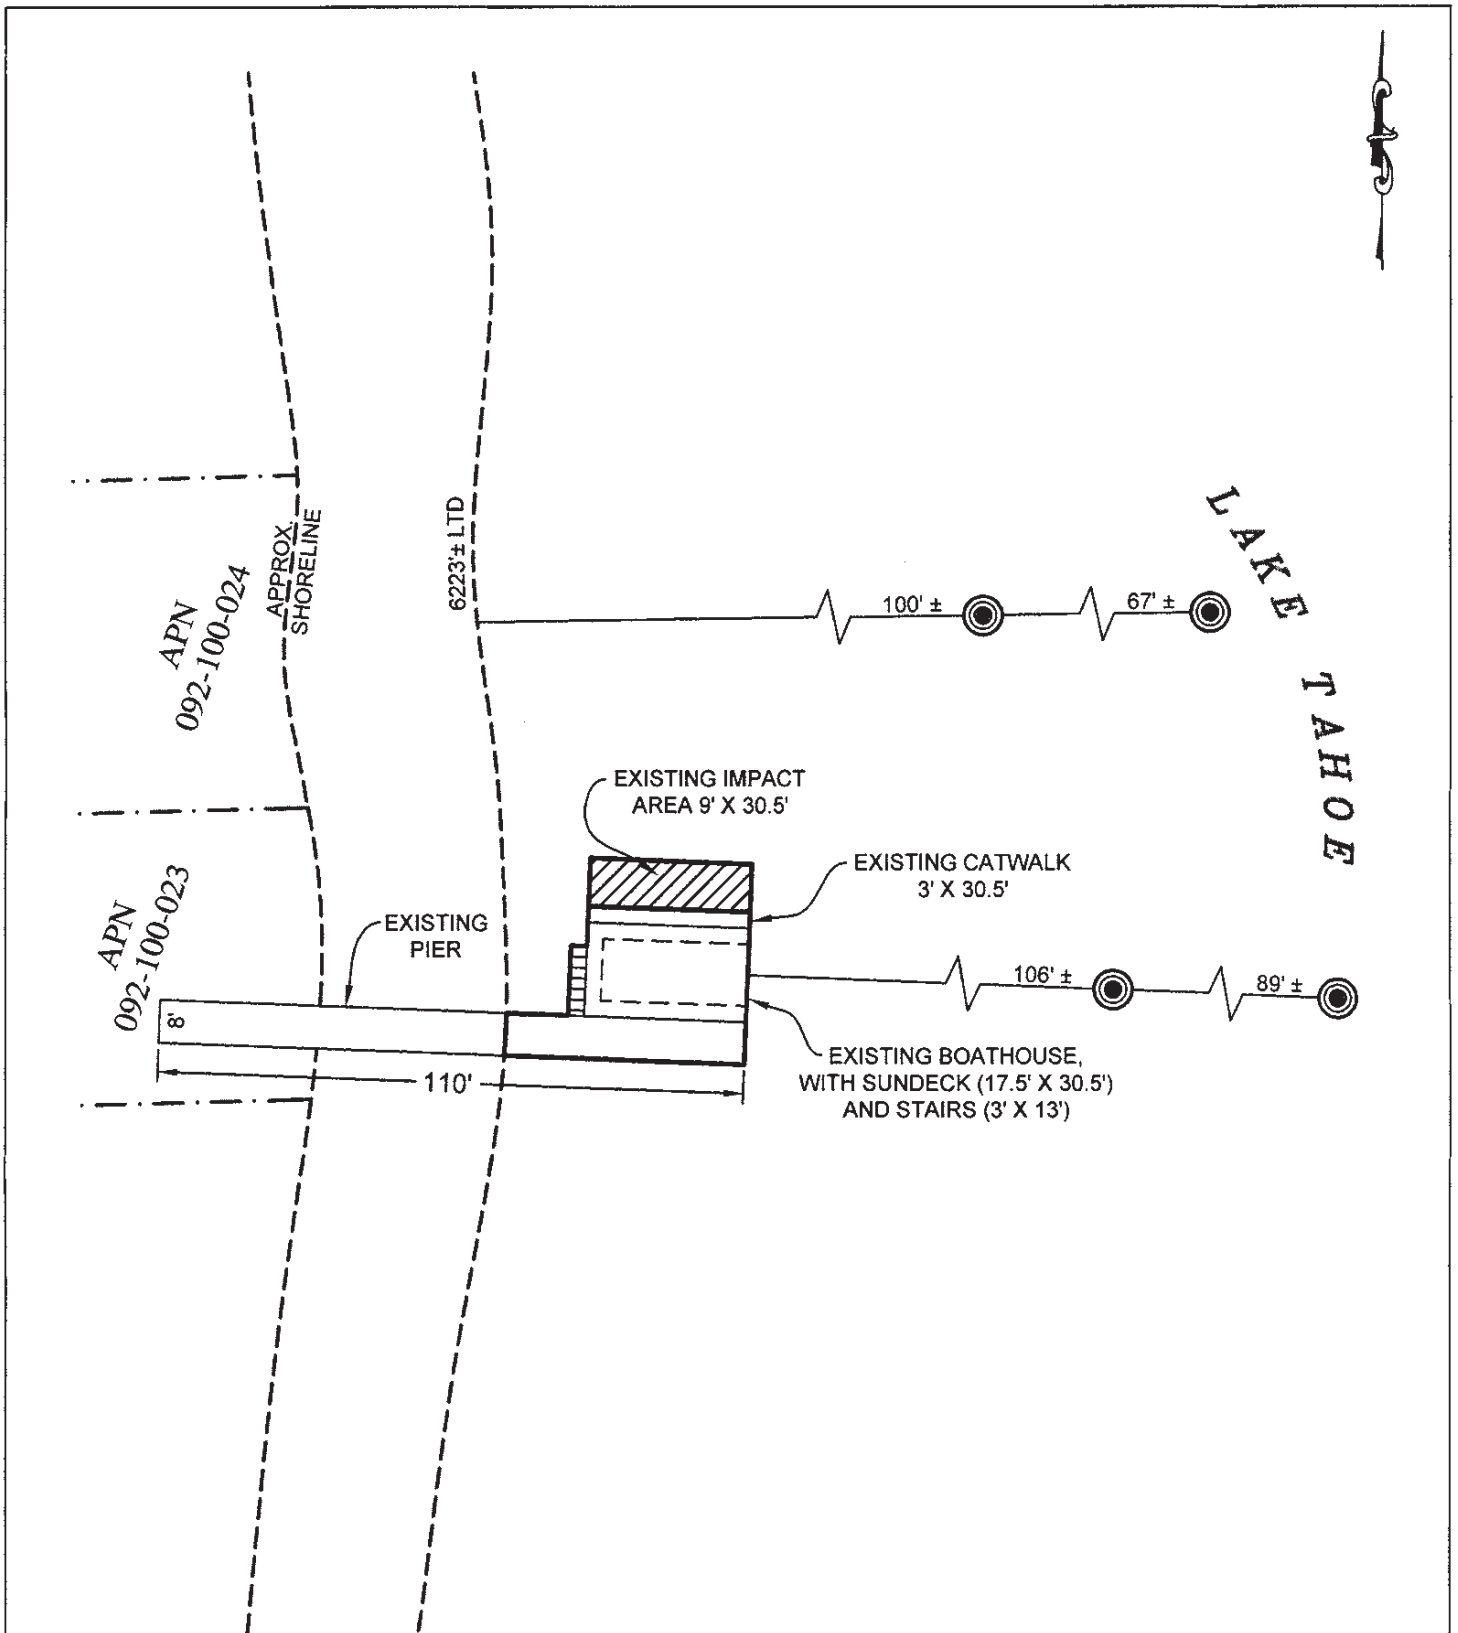 LAKE TAHOE
APPROX.
SHORELINE
6223'± LTD
APN
092-100-024
100' ±
67' ±
EXISTING IMPACT
AREA 9' X 30.5'
EXISTING CATWALK
3' X 30.5'
APN
092-100-023
EXISTING
PIER
106' ±
89' ±
8'
110'
EXISTING BOATHOUSE,
WITH SUNDECK (17.5' X 30.5')
AND STAIRS (3' X 13')